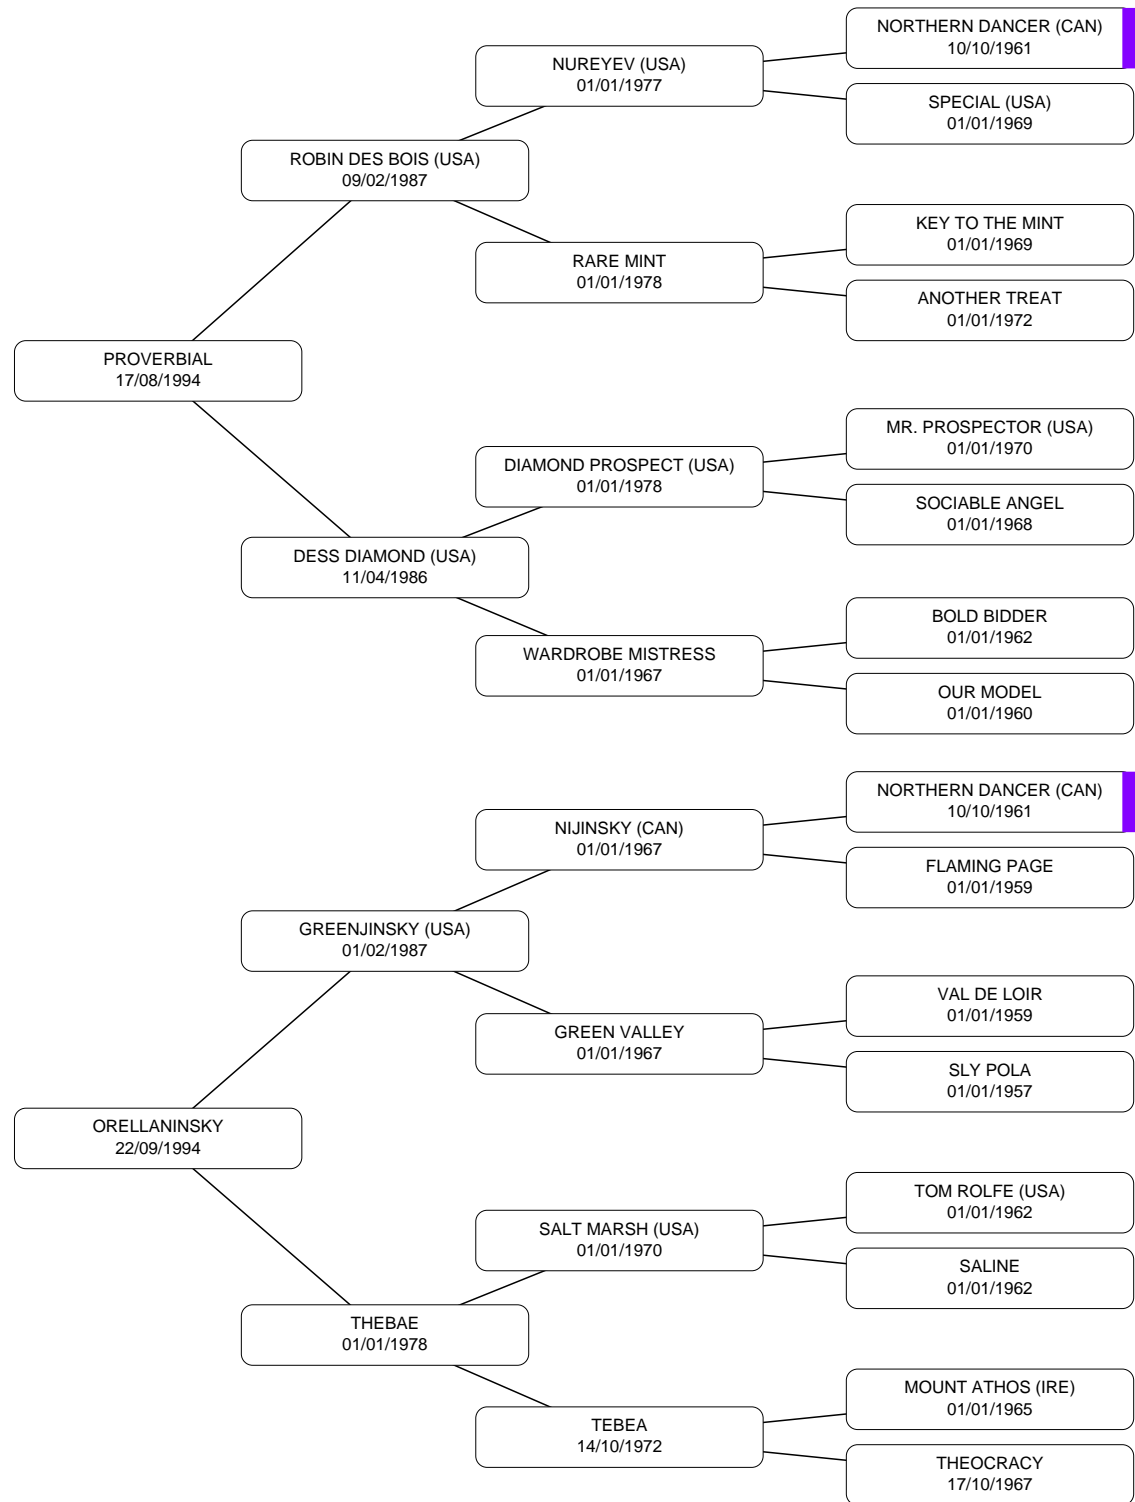 NORTHERN DANCER (CAN)
10/10/1961
NUREYEV (USA)
01/01/1977
SPECIAL (USA)
01/01/1969
ROBIN DES BOIS (USA)
09/02/1987
KEY TO THE MINT
01/01/1969
RARE MINT
01/01/1978
ANOTHER TREAT
01/01/1972
PROVERBIAL
17/08/1994
MR. PROSPECTOR (USA)
01/01/1970
DIAMOND PROSPECT (USA)
01/01/1978
SOCIABLE ANGEL
01/01/1968
DESS DIAMOND (USA)
11/04/1986
BOLD BIDDER
01/01/1962
WARDROBE MISTRESS
01/01/1967
OUR MODEL
01/01/1960
NORTHERN DANCER (CAN)
10/10/1961
NIJINSKY (CAN)
01/01/1967
FLAMING PAGE
01/01/1959
GREENJINSKY (USA)
01/02/1987
VAL DE LOIR
01/01/1959
GREEN VALLEY
01/01/1967
SLY POLA
01/01/1957
ORELLANINSKY
22/09/1994
TOM ROLFE (USA)
01/01/1962
SALT MARSH (USA)
01/01/1970
SALINE
01/01/1962
THEBAE
01/01/1978
MOUNT ATHOS (IRE)
01/01/1965
TEBEA
14/10/1972
THEOCRACY
17/10/1967